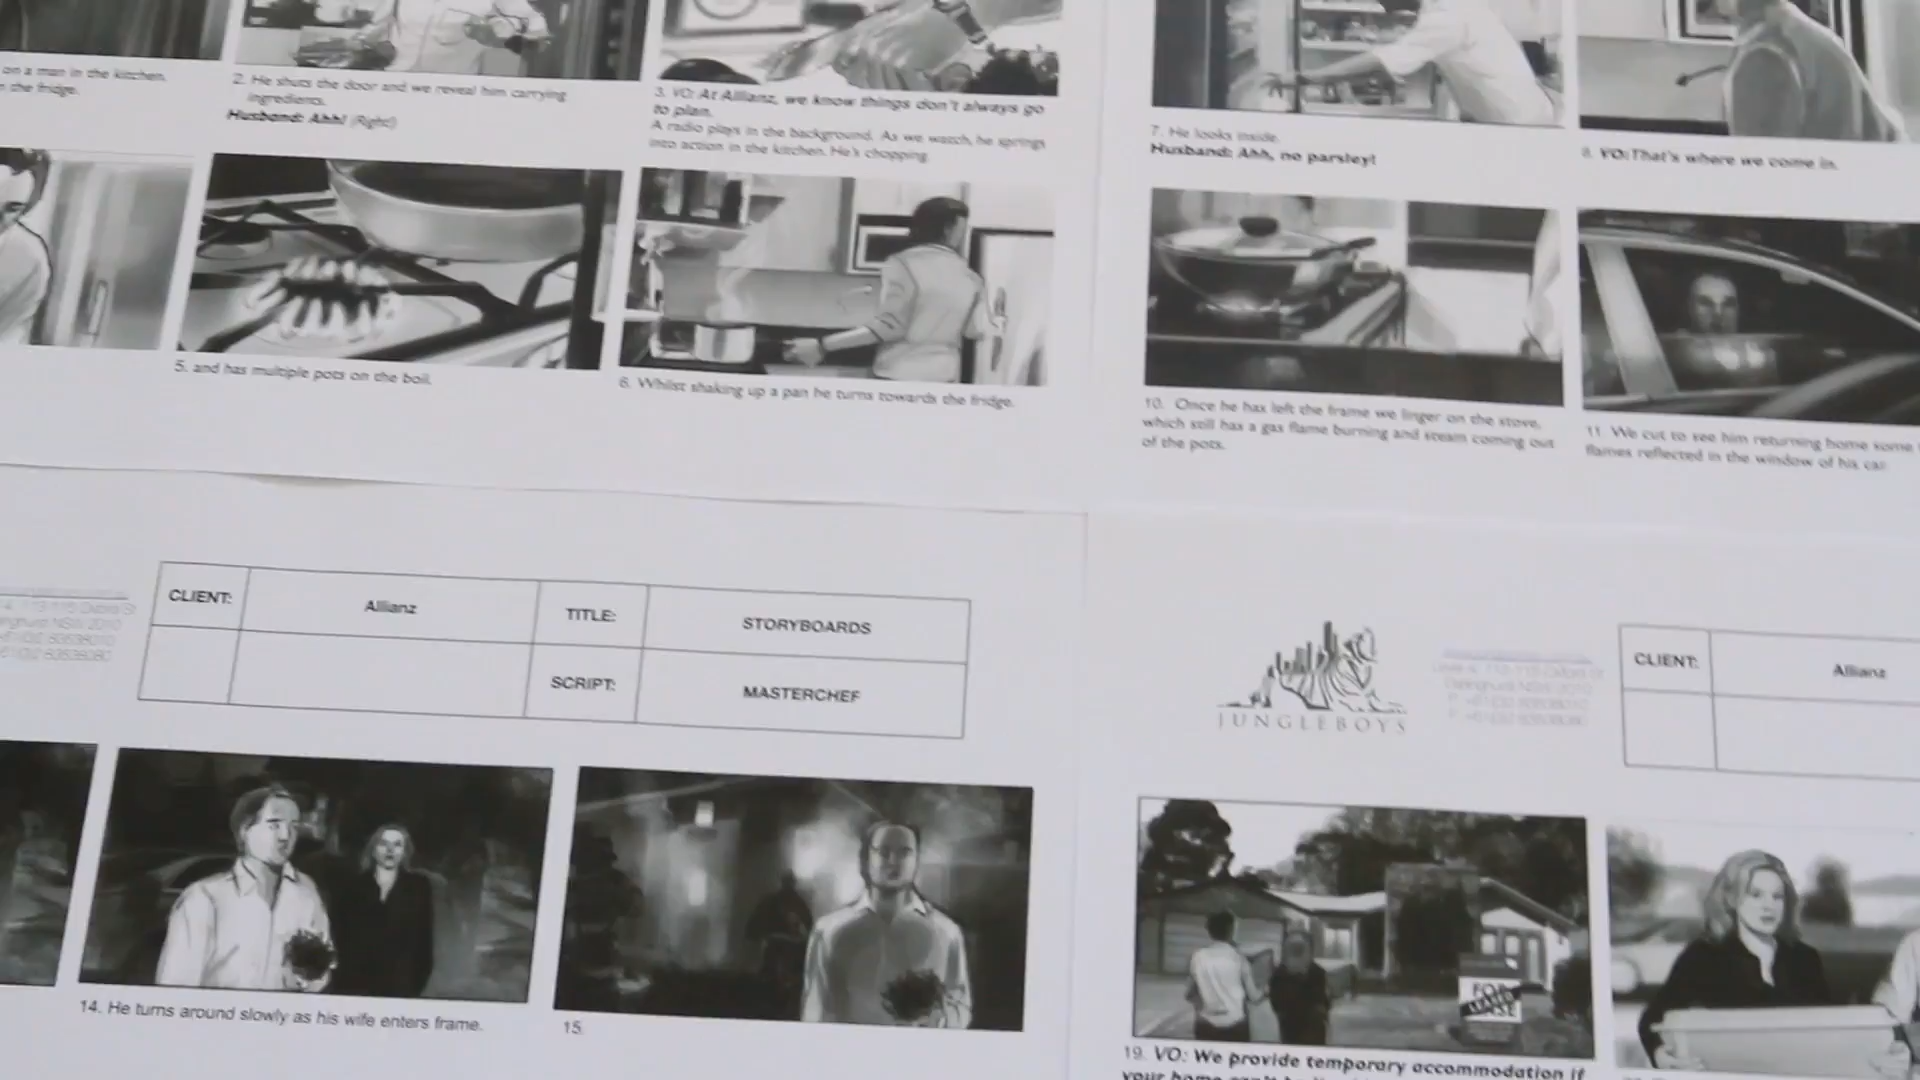 on a man in the kitchen.
the fridge.
2. He shuts the door and we reveal him carrying
ingredients.
Husband: Ahh! (Right)
3. VO: At Allianz, we know things don't always go
to plan.
A radio plays in the background. As we watch, he springs
into action in the kitchen. He's chopping
5. and has multiple pots on the boil.
6. Whilst shaking up a pan he turns towards the fridge.
7. He looks inside.
Husband: Ahh, no parsley!
8. VO:That's where we come in.
10. Once he has left the frame we linger on the stove,
which still has a gas flame burning and steam coming out
of the pots.
11. We cut to see him returning home some
flames reflected in the window of his car
CLIENT:
Allianz
TITLE:
STORYBOARDS
SCRIPT:
MASTERCHEF
14. He turns around slowly as his wife enters frame.
15.
JUNGLEBOYS
CLIENT:
Allianz
FOR
LEASE
19. VO: We provide temporary accommodation if
your home can't